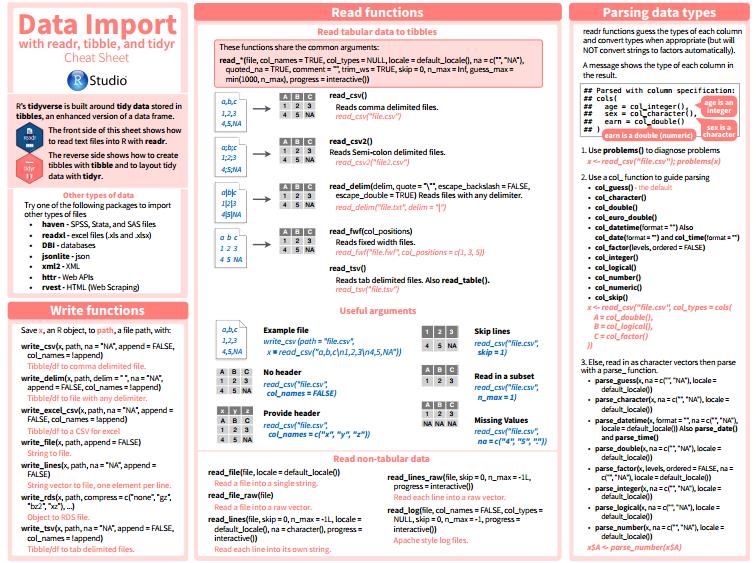 Data Import
with readr, tibble, and tidyr
Cheat Sheet
R Studio
R's tidyverse is built around tidy data stored in
tibbles, an enhanced version of a data frame.
readr
The front side of this sheet shows how
to read text files into R with readr.
tidyr
The reverse side shows how to create
tibbles with tibble and to layout tidy
data with tidyr.
Other types of data
Try one of the following packages to import
other types of files
• haven - SPSS, Stata, and SAS files
• readxl - excel files (.xls and .xlsx)
• DBI - databases
• jsonlite - json
• xml2 - XML
• httr - Web APIs
• rvest - HTML (Web Scraping)
Write functions
Save x, an R object, to path, a file path, with:
write_csv(x, path, na = "NA", append = FALSE,
col_names = !append)
Tibble/df to comma delimited file.
write_delim(x, path, delim = " ", na = "NA",
append = FALSE, col_names = !append)
Tibble/df to file with any delimiter.
write_excel_csv(x, path, na = "NA", append =
FALSE, col_names = !append)
Tibble/df to a CSV for excel
write_file(x, path, append = FALSE)
String to file.
write_lines(x, path, na = "NA", append =
FALSE)
String vector to file, one element per line.
write_rds(x, path, compress = c("none", "gz",
"bz2", "xz"), ...)
Object to RDS file.
write_tsv(x, path, na = "NA", append = FALSE,
col_names = !append)
Tibble/df to tab delimited files.
Read functions
Read tabular data to tibbles
These functions share the common arguments:
read_*(file, col_names = TRUE, col_types = NULL, locale = default_locale(), na = c("", "NA"),
quoted_na = TRUE, comment = "", trim_ws = TRUE, skip = 0, n_max = Inf, guess_max =
min(1000, n_max), progress = interactive())
a,b,c
1,2,3
4,5,NA
A B C
1 2 3
4 5 NA
read_csv()
Reads comma delimited files.
read_csv("file.csv")
a;b;c
1;2;3
4;5;NA
A B C
1 2 3
4 5 NA
read_csv2()
Reads Semi-colon delimited files.
read_csv2("file2.csv")
a|b|c
1|2|3
4|5|NA
A B C
1 2 3
4 5 NA
read_delim(delim, quote = "\"", escape_backslash = FALSE,
escape_double = TRUE) Reads files with any delimiter.
read_delim("file.txt", delim = "|")
a b c
1 2 3
4 5 NA
A B C
1 2 3
4 5 NA
read_fwf(col_positions)
Reads fixed width files.
read_fwf("file.fwf", col_positions = c(1, 3, 5))
read_tsv()
Reads tab delimited files. Also read_table().
read_tsv("file.tsv")
Useful arguments
a,b,c
1,2,3
4,5,NA
Example file
write_csv (path = "file.csv",
x = read_csv("a,b,c\n1,2,3\n4,5,NA"))
A B C
1 2 3
4 5 NA
No header
read_csv("file.csv",
col_names = FALSE)
x y z
A B C
1 2 3
4 5 NA
Provide header
read_csv("file.csv",
col_names = c("x", "y", "z"))
1 2 3
4 5 NA
Skip lines
read_csv("file.csv",
skip = 1)
A B C
1 2 3
Read in a subset
read_csv("file.csv",
n_max = 1)
A B C
1 2 3
NA NA NA
Missing Values
read_csv("file.csv",
na = c("4", "5", "."))
Read non-tabular data
read_file(file, locale = default_locale())
Read a file into a single string.
read_file_raw(file)
Read a file into a raw vector.
read_lines(file, skip = 0, n_max = -1L, locale =
default_locale(), na = character(), progress =
interactive())
Read each line into its own string.
read_lines_raw(file, skip = 0, n_max = -1L,
progress = interactive())
Read each line into a raw vector.
read_log(file, col_names = FALSE, col_types =
NULL, skip = 0, n_max = -1, progress =
interactive())
Apache style log files.
Parsing data types
readr functions guess the types of each column
and convert types when appropriate (but will
NOT convert strings to factors automatically).
A message shows the type of each column in
the result.
## Parsed with column specification:
## cols(
## age = col_integer(),
## sex = col_character(),
## earn = col_double()
## )
age is an
integer
sex is a
character
earn is a double (numeric)
1. Use problems() to diagnose problems
x <- read_csv("file.csv"); problems(x)
2. Use a col_ function to guide parsing
• col_guess() - the default
• col_character()
• col_double()
• col_euro_double()
• col_datetime(format = "") Also
col_date(format = "") and col_time(format = "")
• col_factor(levels, ordered = FALSE)
• col_integer()
• col_logical()
• col_number()
• col_numeric()
• col_skip()
x <- read_csv("file.csv", col_types = cols(
A = col_double(),
B = col_logical(),
C = col_factor()
))
3. Else, read in as character vectors then parse
with a parse_ function.
• parse_guess(x, na = c("", "NA"), locale =
default_locale())
• parse_character(x, na = c("", "NA"), locale =
default_locale())
• parse_datetime(x, format = "", na = c("", "NA"),
locale = default_locale()) Also parse_date()
and parse_time()
• parse_double(x, na = c("", "NA"), locale =
default_locale())
• parse_factor(x, levels, ordered = FALSE, na =
c("", "NA"), locale = default_locale())
• parse_integer(x, na = c("", "NA"), locale =
default_locale())
• parse_logical(x, na = c("", "NA"), locale =
default_locale())
• parse_number(x, na = c("", "NA"), locale =
default_locale())
x$A <- parse_number(x$A)